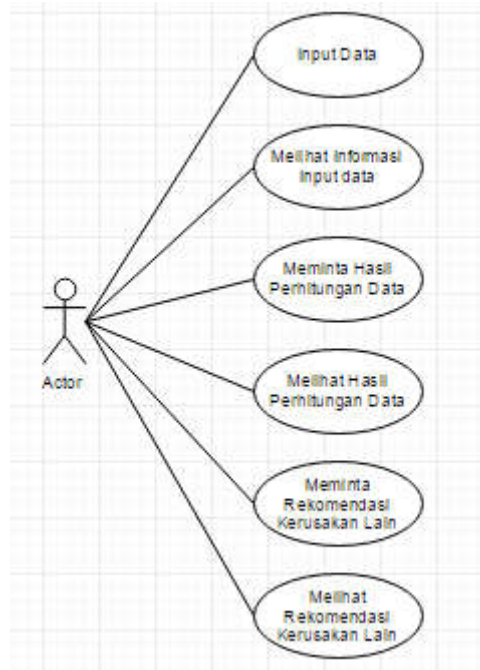 Input Data
Melihat Informasi
Input data
Meminta Hasil
Perhitungan Data
Actor
Melihat Hasil
Perhitungan Data
Meminta
Rekomendasi
Kerusakan Lain
Melihat
Rekomendasi
Kerusakan Lain